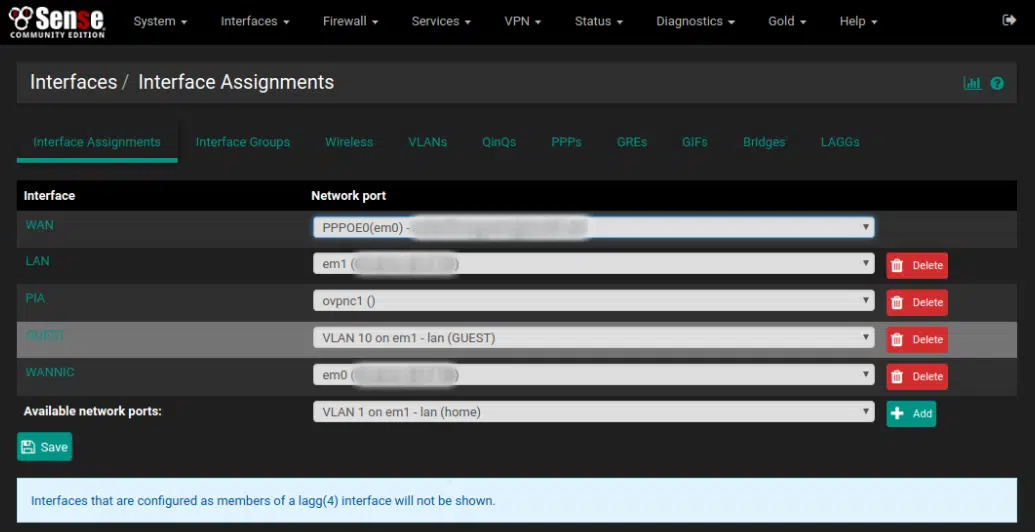 Sense
COMMUNITY EDITION
System Interfaces Firewall Services VPN Status Diagnostics Gold Help
Interfaces / Interface Assignments
Interface Assignments Interface Groups Wireless VLANs QinQs PPPs GREs GIFs Bridges LAGGs
Interface Network port
WAN PPPOE0(em0) -
LAN em1 ( ) Delete
PIA ovpnc1 () Delete
GUEST VLAN 10 on em1 - lan (GUEST) Delete
WANNIC em0 ( ) Delete
Available network ports: VLAN 1 on em1 - lan (home) Add
Save
Interfaces that are configured as members of a lagg(4) interface will not be shown.